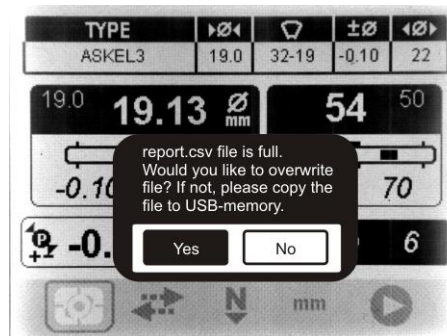 TYPE ▸Ø◂ ±Ø ◂Ø▸
ASKEL3 19.0 32-19 -0.10 22
19.0 19.13 Ø mm 54 50
report.csv file is full.
Would you like to overwrite
file? If not, please copy the
file to USB-memory.
-0.10 70
Yes No
P + -0. 6
N mm